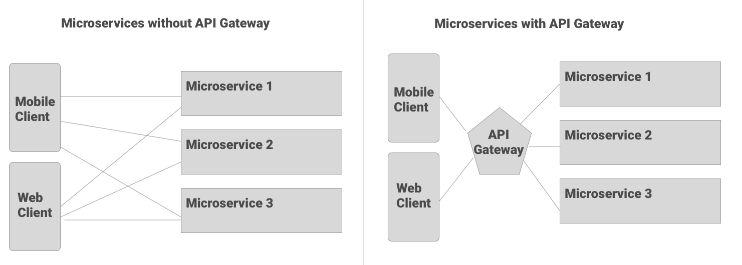 Microservices without API Gateway
Mobile
Client
Web
Client
Microservice 1
Microservice 2
Microservice 3
Microservices with API Gateway
Mobile
Client
Web
Client
API
Gateway
Microservice 1
Microservice 2
Microservice 3